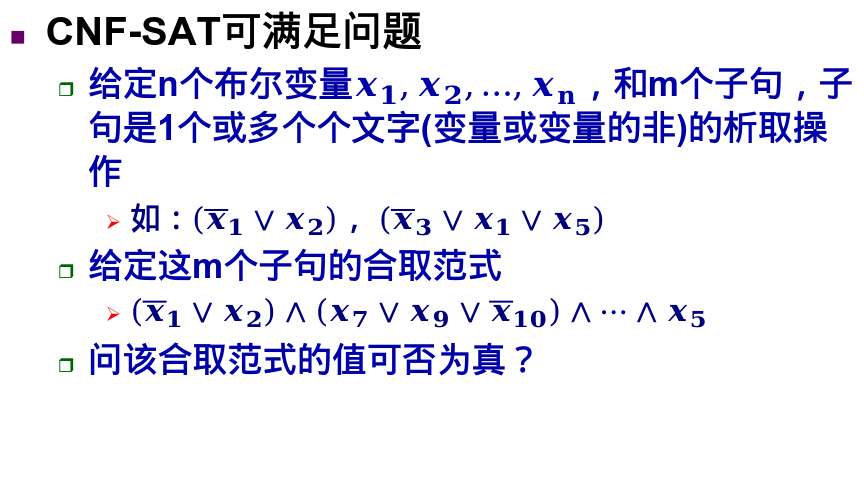 CNF-SAT可满足问题
给定n个布尔变量𝒙𝟏, 𝒙𝟐, …, 𝒙𝐧，和m个子句，子
句是1个或多个个文字(变量或变量的非)的析取操
作
如：(x̅₁ ∨ x₂)， (x̅₃ ∨ x₁ ∨ x₅)
给定这m个子句的合取范式
(x̅₁ ∨ x₂) ∧ (x₇ ∨ x₉ ∨ x̅₁₀) ∧ ⋯ ∧ x₅
问该合取范式的值可否为真？